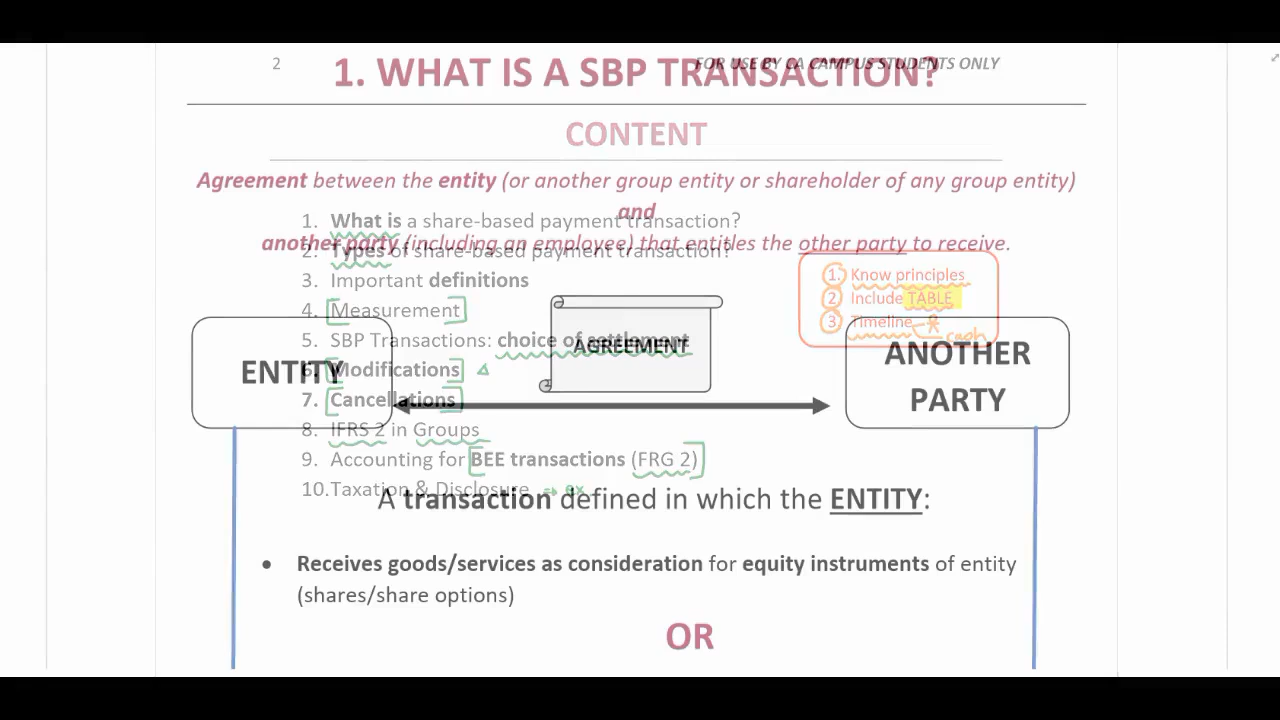 2
FOR USE BY CA CAMPUS STUDENTS ONLY
1. WHAT IS A SBP TRANSACTION?
CONTENT
Agreement between the entity (or another group entity or shareholder of any group entity)
and
another party (including an employee) that entitles the other party to receive.
1. What is a share-based payment transaction?
2. Types of share-based payment transaction?
3. Important definitions
4. Measurement
5. SBP Transactions: choice of settlement
6. Modifications Δ
7. Cancellations
8. IFRS 2 in Groups
9. Accounting for BEE transactions (FRG 2)
10.Taxation & Disclosure ⇒ ex
1. Know principles
2 Include TABLE
3 Timeline
cash
ENTITY
AGREEMENT
ANOTHER
PARTY
A transaction defined in which the ENTITY:
• Receives goods/services as consideration for equity instruments of entity
(shares/share options)
OR